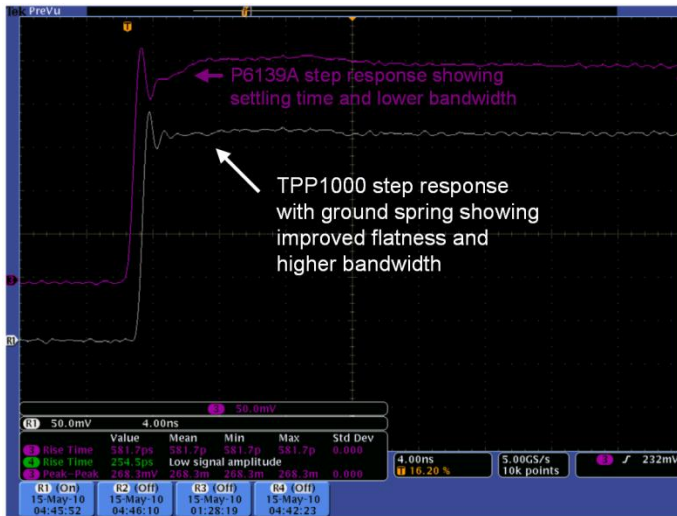 Tek PreVu
T
T
P6139A step response showing
settling time and lower bandwidth
TPP1000 step response
with ground spring showing
improved flatness and
higher bandwidth
3
R1
3 50.0mV
R1 50.0mV 4.00ns
Value Mean Min Max Std Dev
3 Rise Time 581.7ps 581.7p 581.7p 581.7p 0.000
4 Rise Time 254.5ps Low signal amplitude
3 Peak-Peak 268.3mV 268.3m 268.3m 268.3m 0.000
4.00ns
T 16.20 %
5.00GS/s
10k points
3 232mV
R1 (On)
15-May-10
04:45:52
R2 (Off)
15-May-10
04:46:10
R3 (Off)
15-May-10
01:28:19
R4 (Off)
15-May-10
04:42:23